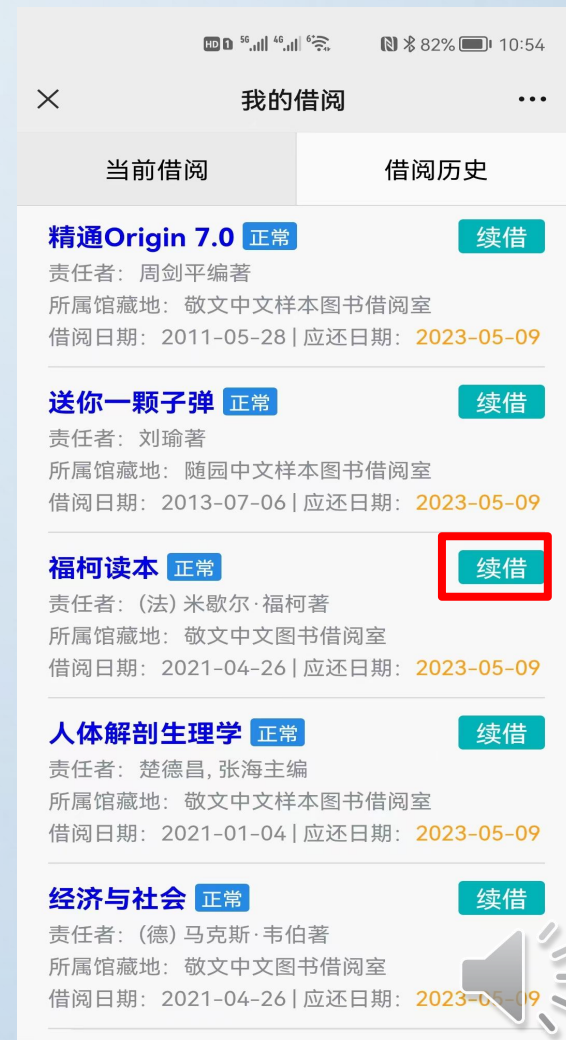 HD 1 5G 4G 6 82% 10:54
我的借阅
当前借阅 借阅历史
精通Origin 7.0 正常 续借
责任者：周剑平编著
所属馆藏地：敬文中文样本图书借阅室
借阅日期：2011-05-28 | 应还日期：2023-05-09
送你一颗子弹 正常 续借
责任者：刘瑜著
所属馆藏地：随园中文样本图书借阅室
借阅日期：2013-07-06 | 应还日期：2023-05-09
福柯读本 正常 续借
责任者：(法) 米歇尔·福柯著
所属馆藏地：敬文中文图书借阅室
借阅日期：2021-04-26 | 应还日期：2023-05-09
人体解剖生理学 正常 续借
责任者：楚德昌, 张海主编
所属馆藏地：敬文中文样本图书借阅室
借阅日期：2021-01-04 | 应还日期：2023-05-09
经济与社会 正常 续借
责任者：(德) 马克斯·韦伯著
所属馆藏地：敬文中文图书借阅室
借阅日期：2021-04-26 | 应还日期：2023-05-09